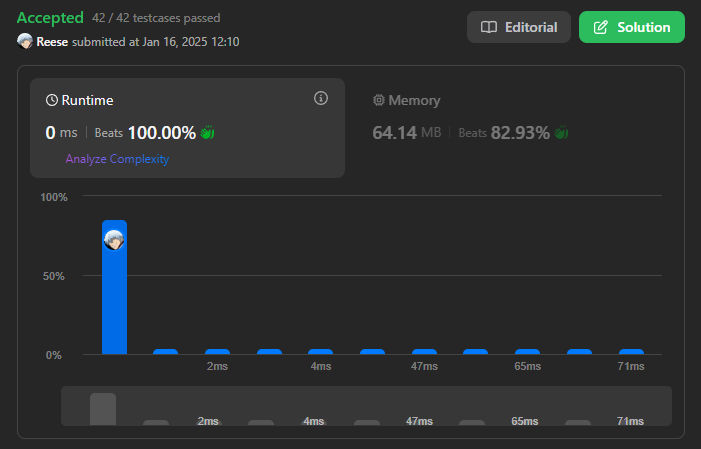 Accepted 42 / 42 testcases passed
Editorial
Solution
Reese submitted at Jan 16, 2025 12:10
Runtime
Memory
0 ms | Beats 100.00%
64.14 MB | Beats 82.93%
Analyze Complexity
100%
50%
0%
2ms 4ms 47ms 65ms 71ms
2ms 4ms 47ms 65ms 71ms